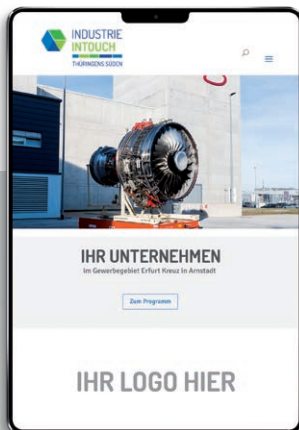 INDUSTRIE
INTOUCH
THÜRINGENS SÜDEN
IHR UNTERNEHMEN
Im Gewerbegebiet Erfurt Kreuz in Arnstadt
Zum Programm
IHR LOGO HIER